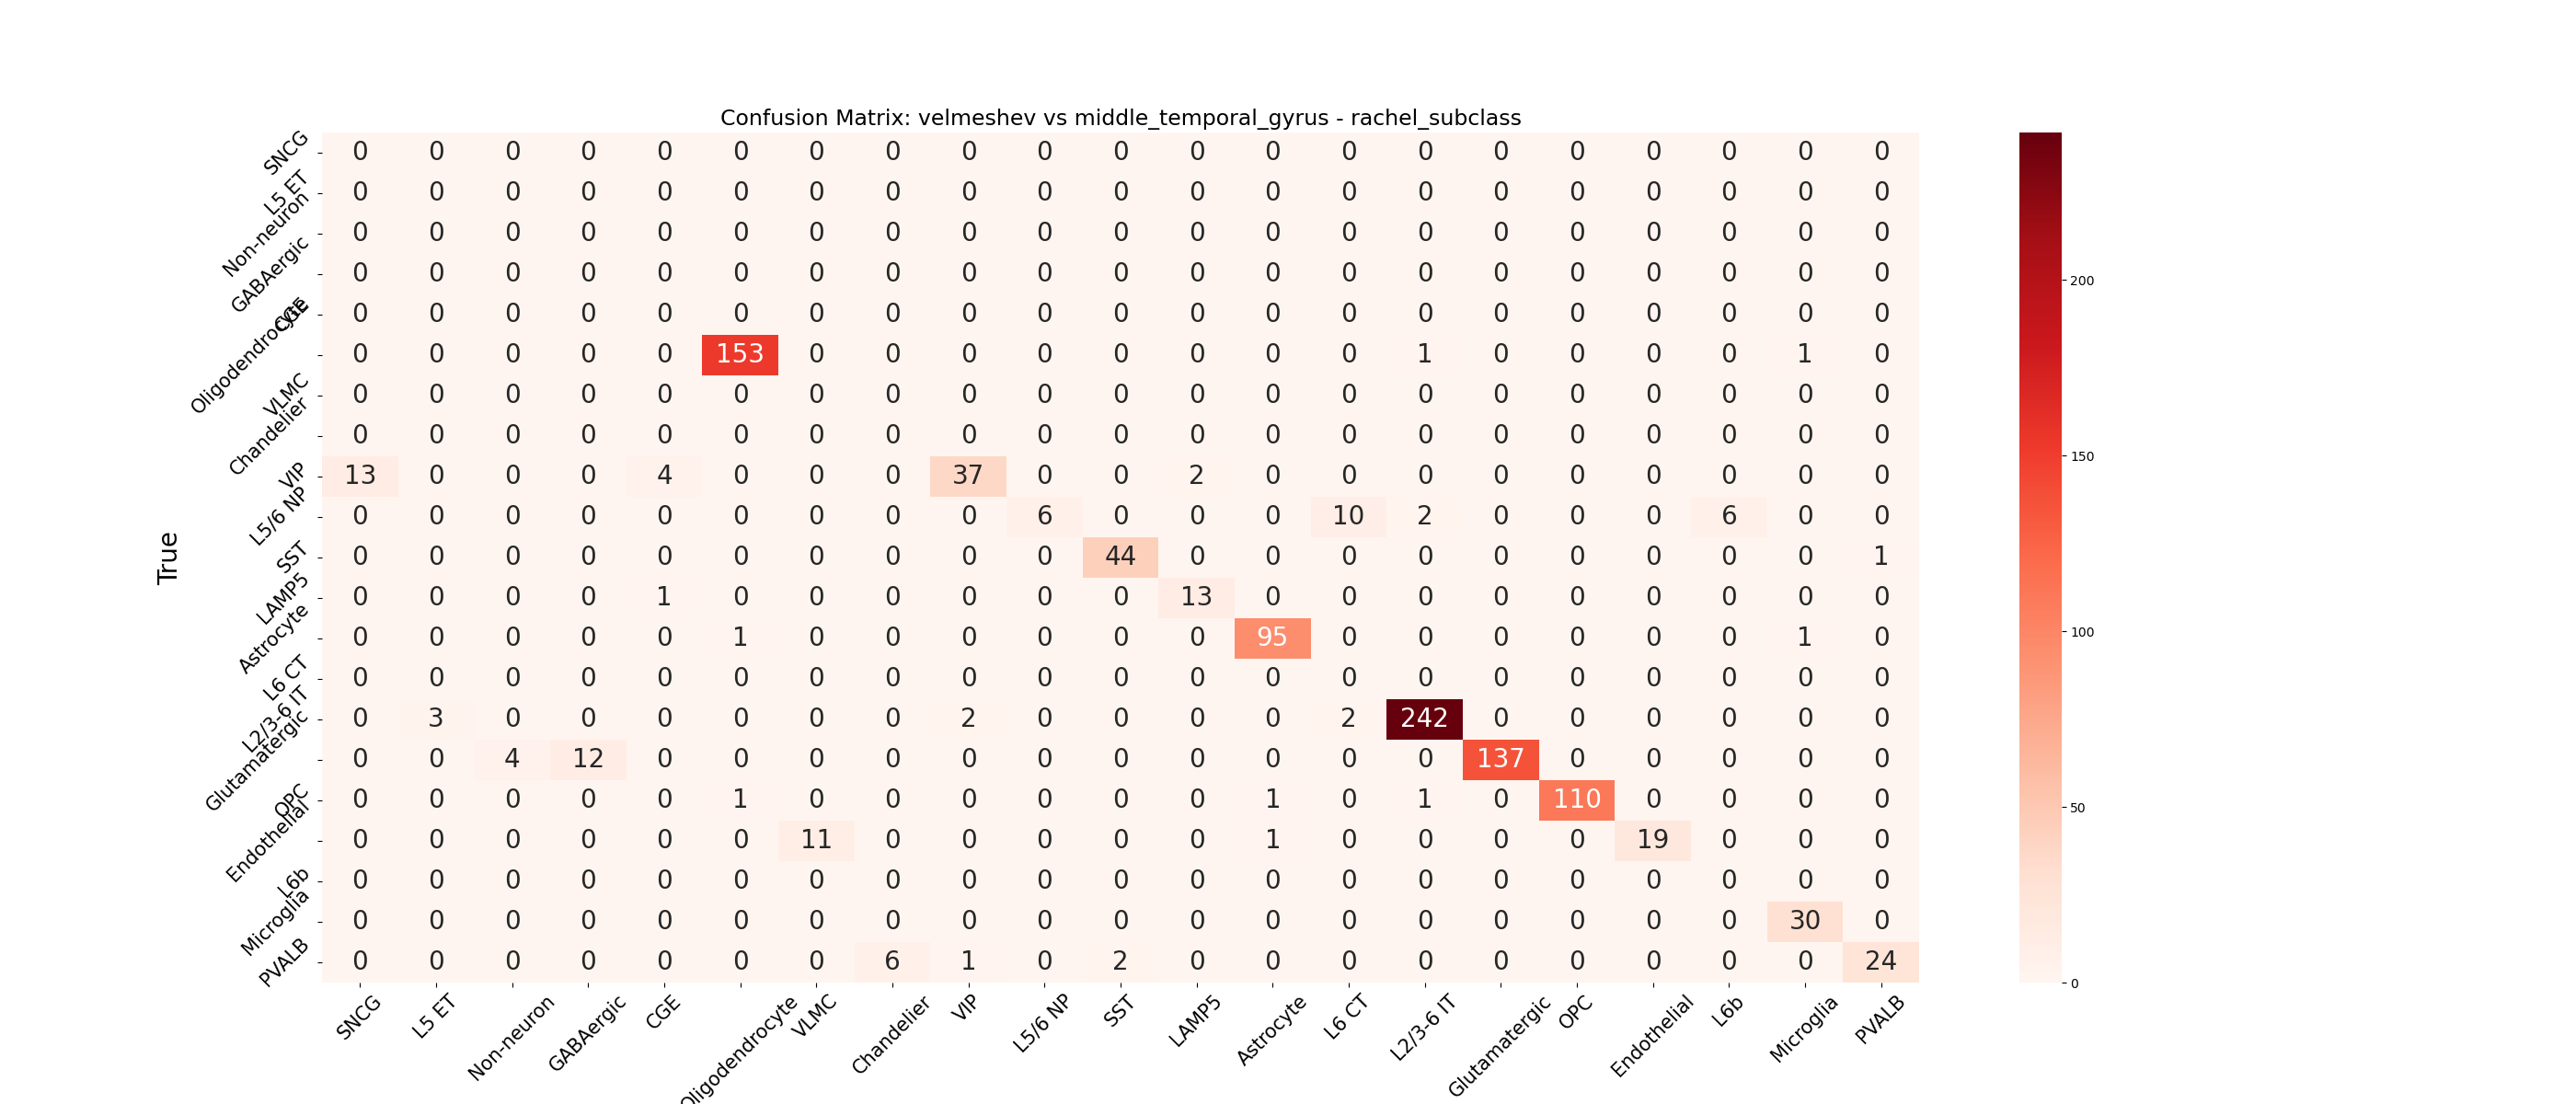 Confusion Matrix: velmeshev vs middle_temporal_gyrus - rachel_subclass
True
SNCG 0 0 0 0 0 0 0 0 0 0 0 0 0 0 0 0 0 0 0 0 0
L5 ET 0 0 0 0 0 0 0 0 0 0 0 0 0 0 0 0 0 0 0 0 0
Non-neuron 0 0 0 0 0 0 0 0 0 0 0 0 0 0 0 0 0 0 0 0 0
GABAergic 0 0 0 0 0 0 0 0 0 0 0 0 0 0 0 0 0 0 0 0 0
CGE 0 0 0 0 0 0 0 0 0 0 0 0 0 0 0 0 0 0 0 0 0
Oligodendrocyte 0 0 0 0 0 153 0 0 0 0 0 0 0 0 1 0 0 0 0 1 0
VLMC 0 0 0 0 0 0 0 0 0 0 0 0 0 0 0 0 0 0 0 0 0
Chandelier 0 0 0 0 0 0 0 0 0 0 0 0 0 0 0 0 0 0 0 0 0
VIP 13 0 0 0 4 0 0 0 37 0 0 2 0 0 0 0 0 0 0 0 0
L5/6 NP 0 0 0 0 0 0 0 0 0 6 0 0 0 10 2 0 0 0 6 0 0
SST 0 0 0 0 0 0 0 0 0 0 44 0 0 0 0 0 0 0 0 0 1
LAMP5 0 0 0 0 1 0 0 0 0 0 0 13 0 0 0 0 0 0 0 0 0
Astrocyte 0 0 0 0 0 1 0 0 0 0 0 0 95 0 0 0 0 0 0 1 0
L6 CT 0 0 0 0 0 0 0 0 0 0 0 0 0 0 0 0 0 0 0 0 0
L2/3-6 IT 0 3 0 0 0 0 0 0 2 0 0 0 0 2 242 0 0 0 0 0 0
Glutamatergic 0 0 4 12 0 0 0 0 0 0 0 0 0 0 0 137 0 0 0 0 0
OPC 0 0 0 0 0 1 0 0 0 0 0 0 1 0 1 0 110 0 0 0 0
Endothelial 0 0 0 0 0 0 11 0 0 0 0 0 1 0 0 0 0 19 0 0 0
L6b 0 0 0 0 0 0 0 0 0 0 0 0 0 0 0 0 0 0 0 0 0
Microglia 0 0 0 0 0 0 0 0 0 0 0 0 0 0 0 0 0 0 0 30 0
PVALB 0 0 0 0 0 0 0 6 1 0 2 0 0 0 0 0 0 0 0 0 24
SNCG L5 ET Non-neuron GABAergic CGE Oligodendrocyte VLMC Chandelier VIP L5/6 NP SST LAMP5 Astrocyte L6 CT L2/3-6 IT Glutamatergic OPC Endothelial L6b Microglia PVALB
200
150
100
50
0